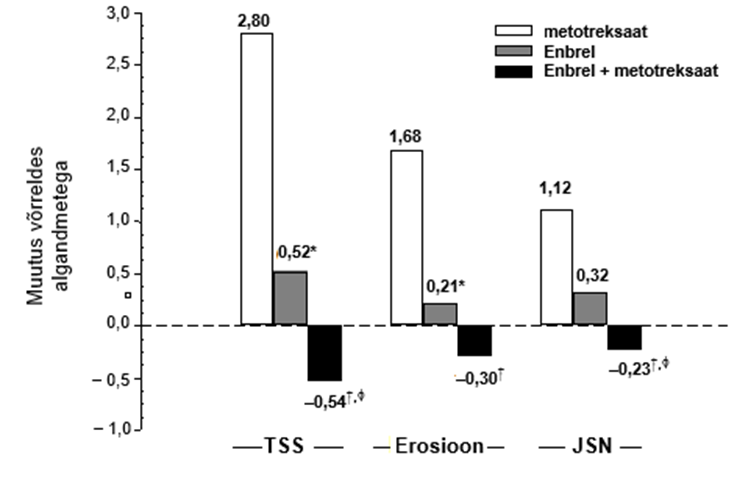 3,0
2,5
2,0
1,5
1,0
0,5
0,0
– 0,5
– 1,0
Muutus võrreldes
algandmetega
metotreksaat
Enbrel
Enbrel + metotreksaat
2,80
0,52*
–0,54†,ϕ
1,68
0,21*
–0,30†
1,12
0,32
–0,23†,ϕ
TSS
Erosioon
JSN